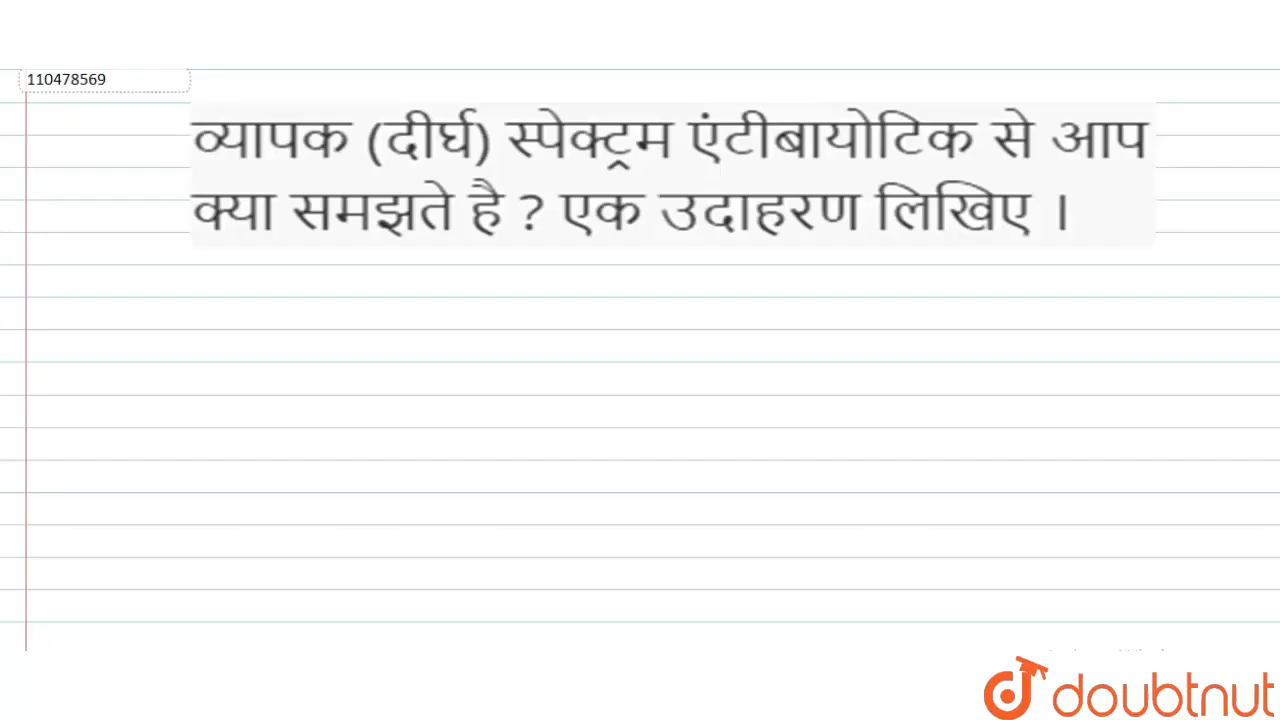 110478569
व्यापक (दीर्घ) स्पेक्ट्रम एंटीबायोटिक से आप
क्या समझते है ? एक उदाहरण लिखिए ।
doubtnut